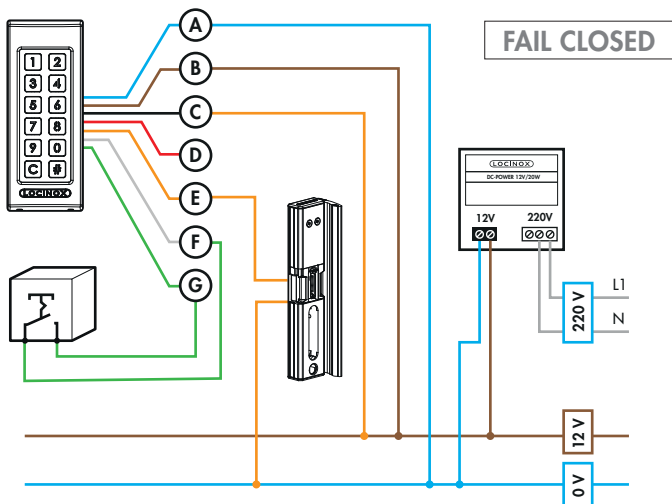 FAIL CLOSED
A
B
C
D
E
F
G
1 2
3 4
5 6
7 8
9 0
C #
LOCINOX
LOCINOX
DC-POWER 12V/20W
12V 220V
220 V
L1
N
12 V
0 V